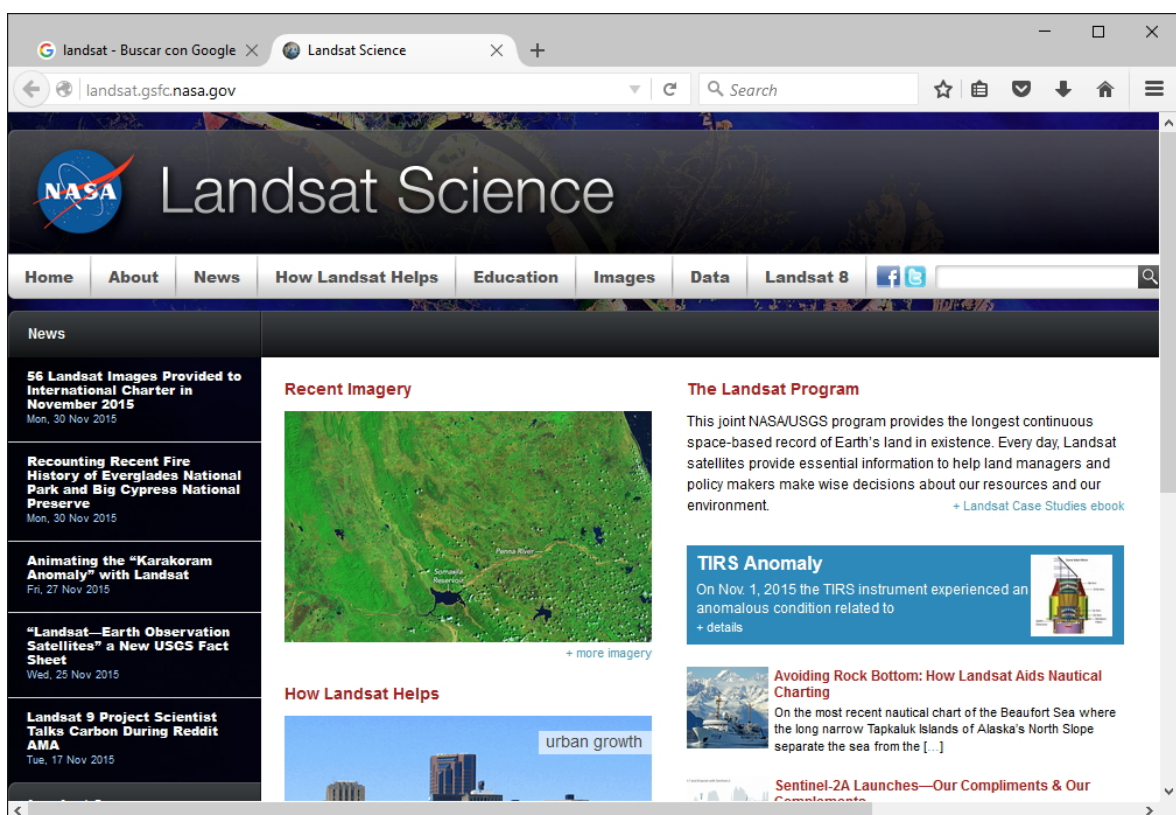 landsat - Buscar con Google
Landsat Science
landsat.gsfc.nasa.gov
Search
NASA
Landsat Science
Home
About
News
How Landsat Helps
Education
Images
Data
Landsat 8
News
56 Landsat Images Provided to
International Charter in
November 2015
Mon, 30 Nov 2015
Recounting Recent Fire
History of Everglades National
Park and Big Cypress National
Preserve
Mon, 30 Nov 2015
Animating the “Karakoram
Anomaly” with Landsat
Fri, 27 Nov 2015
“Landsat—Earth Observation
Satellites” a New USGS Fact
Sheet
Wed, 25 Nov 2015
Landsat 9 Project Scientist
Talks Carbon During Reddit
AMA
Tue, 17 Nov 2015
Recent Imagery
Penna River
Somasila
Reservoir
+ more imagery
How Landsat Helps
urban growth
The Landsat Program
This joint NASA/USGS program provides the longest continuous
space-based record of Earth’s land in existence. Every day, Landsat
satellites provide essential information to help land managers and
policy makers make wise decisions about our resources and our
environment.
+ Landsat Case Studies ebook
TIRS Anomaly
On Nov. 1, 2015 the TIRS instrument experienced an
anomalous condition related to
+ details
Avoiding Rock Bottom: How Landsat Aids Nautical
Charting
On the most recent nautical chart of the Beaufort Sea where
the long narrow Tapkaluk Islands of Alaska’s North Slope
separate the sea from the […]
Sentinel-2A Launches—Our Compliments & Our
Complements